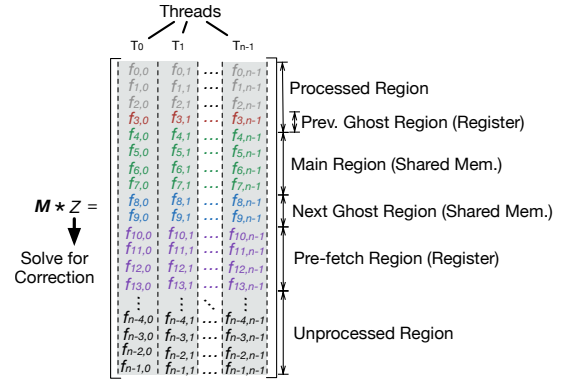 Threads
T0 T1 Tn-1
f0,0 f0,1 ... f0,n-1
f1,0 f1,1 ... f1,n-1
Processed Region
f2,0 f2,1 ... f2,n-1
f3,0 f3,1 ... f3,n-1 Prev. Ghost Region (Register)
f4,0 f4,1 ... f4,n-1
f5,0 f5,1 ... f5,n-1
Main Region (Shared Mem.)
f6,0 f6,1 ... f6,n-1
f7,0 f7,1 ... f7,n-1
f8,0 f8,1 ... f8,n-1
M * Z = f9,0 f9,1 ... f9,n-1 Next Ghost Region (Shared Mem.)
f10,0 f10,1 ... f10,n-1
f11,0 f11,1 ... f11,n-1
Solve for Correction
Pre-fetch Region (Register)
f12,0 f12,1 ... f12,n-1
f13,0 f13,1 ... f13,n-1
⋮ ⋮ ⋱ ⋮
fn-4,0 fn-4,1 ... fn-4,n-1
fn-3,0 fn-3,1 ... fn-3,n-1 Unprocessed Region
fn-2,0 fn-2,1 ... fn-2,n-1
fn-1,0 fn-1,1 ... fn-1,n-1